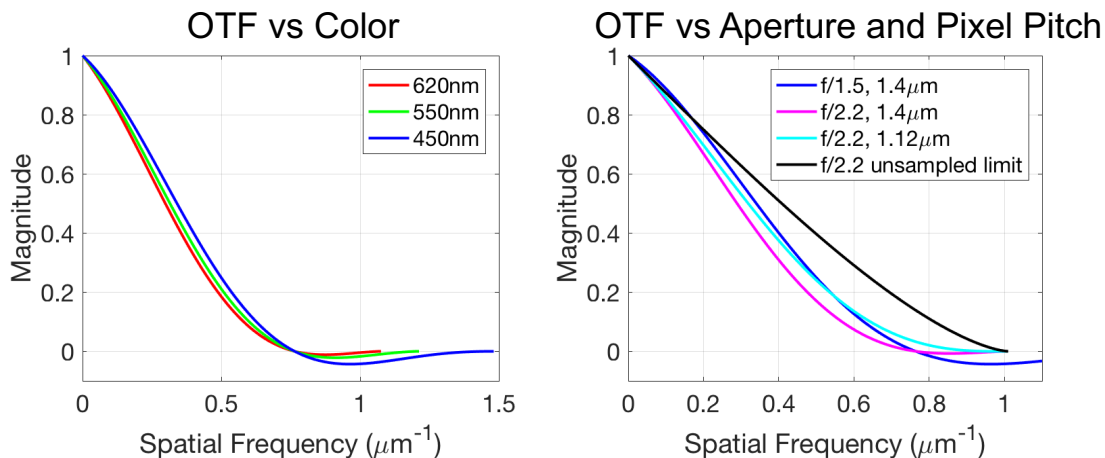 OTF vs Color
1
0.8
0.6
0.4
0.2
0
Magnitude
620nm
550nm
450nm
0
0.5
1
1.5
Spatial Frequency (μm⁻¹)
OTF vs Aperture and Pixel Pitch
1
0.8
0.6
0.4
0.2
0
Magnitude
f/1.5, 1.4μm
f/2.2, 1.4μm
f/2.2, 1.12μm
f/2.2 unsampled limit
0
0.2
0.4
0.6
0.8
1
Spatial Frequency (μm⁻¹)